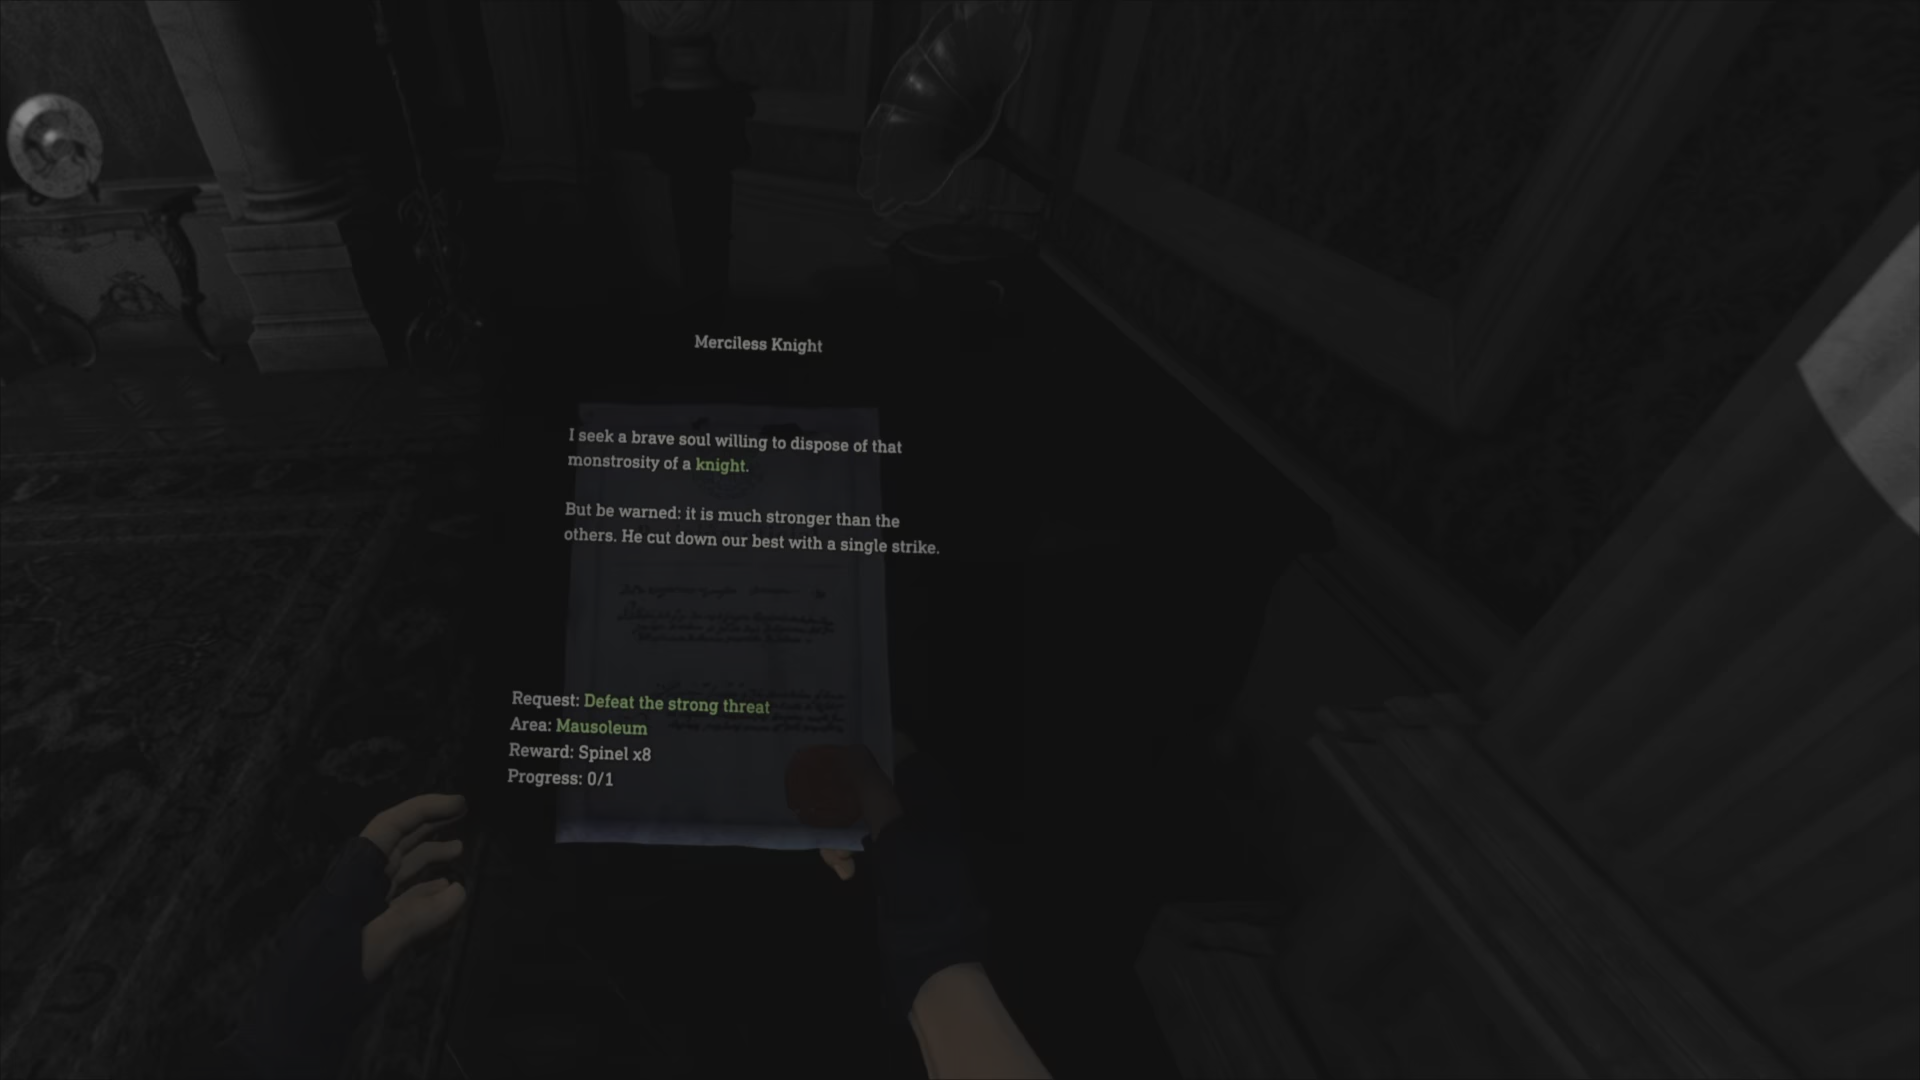 Merciless Knight
I seek a brave soul willing to dispose of that
monstrosity of a knight.
But be warned: it is much stronger than the
others. He cut down our best with a single strike.
Request: Defeat the strong threat
Area: Mausoleum
Reward: Spinel x8
Progress: 0/1